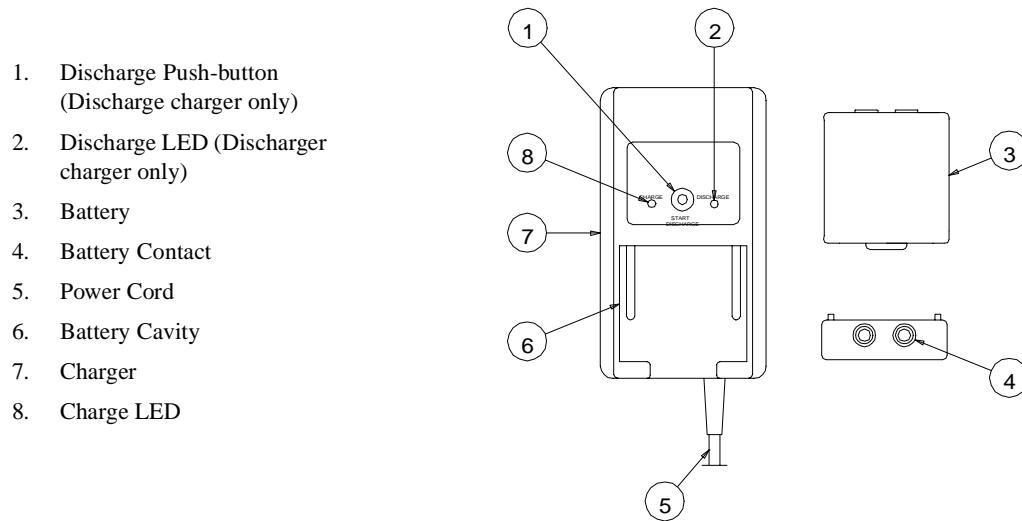 1. Discharge Push-button
(Discharge charger only)
2. Discharge LED (Discharger
charger only)
3. Battery
4. Battery Contact
5. Power Cord
6. Battery Cavity
7. Charger
8. Charge LED
1
2
8
CHARGE
DISCHARGE
3
START
DISCHARGE
7
6
4
5